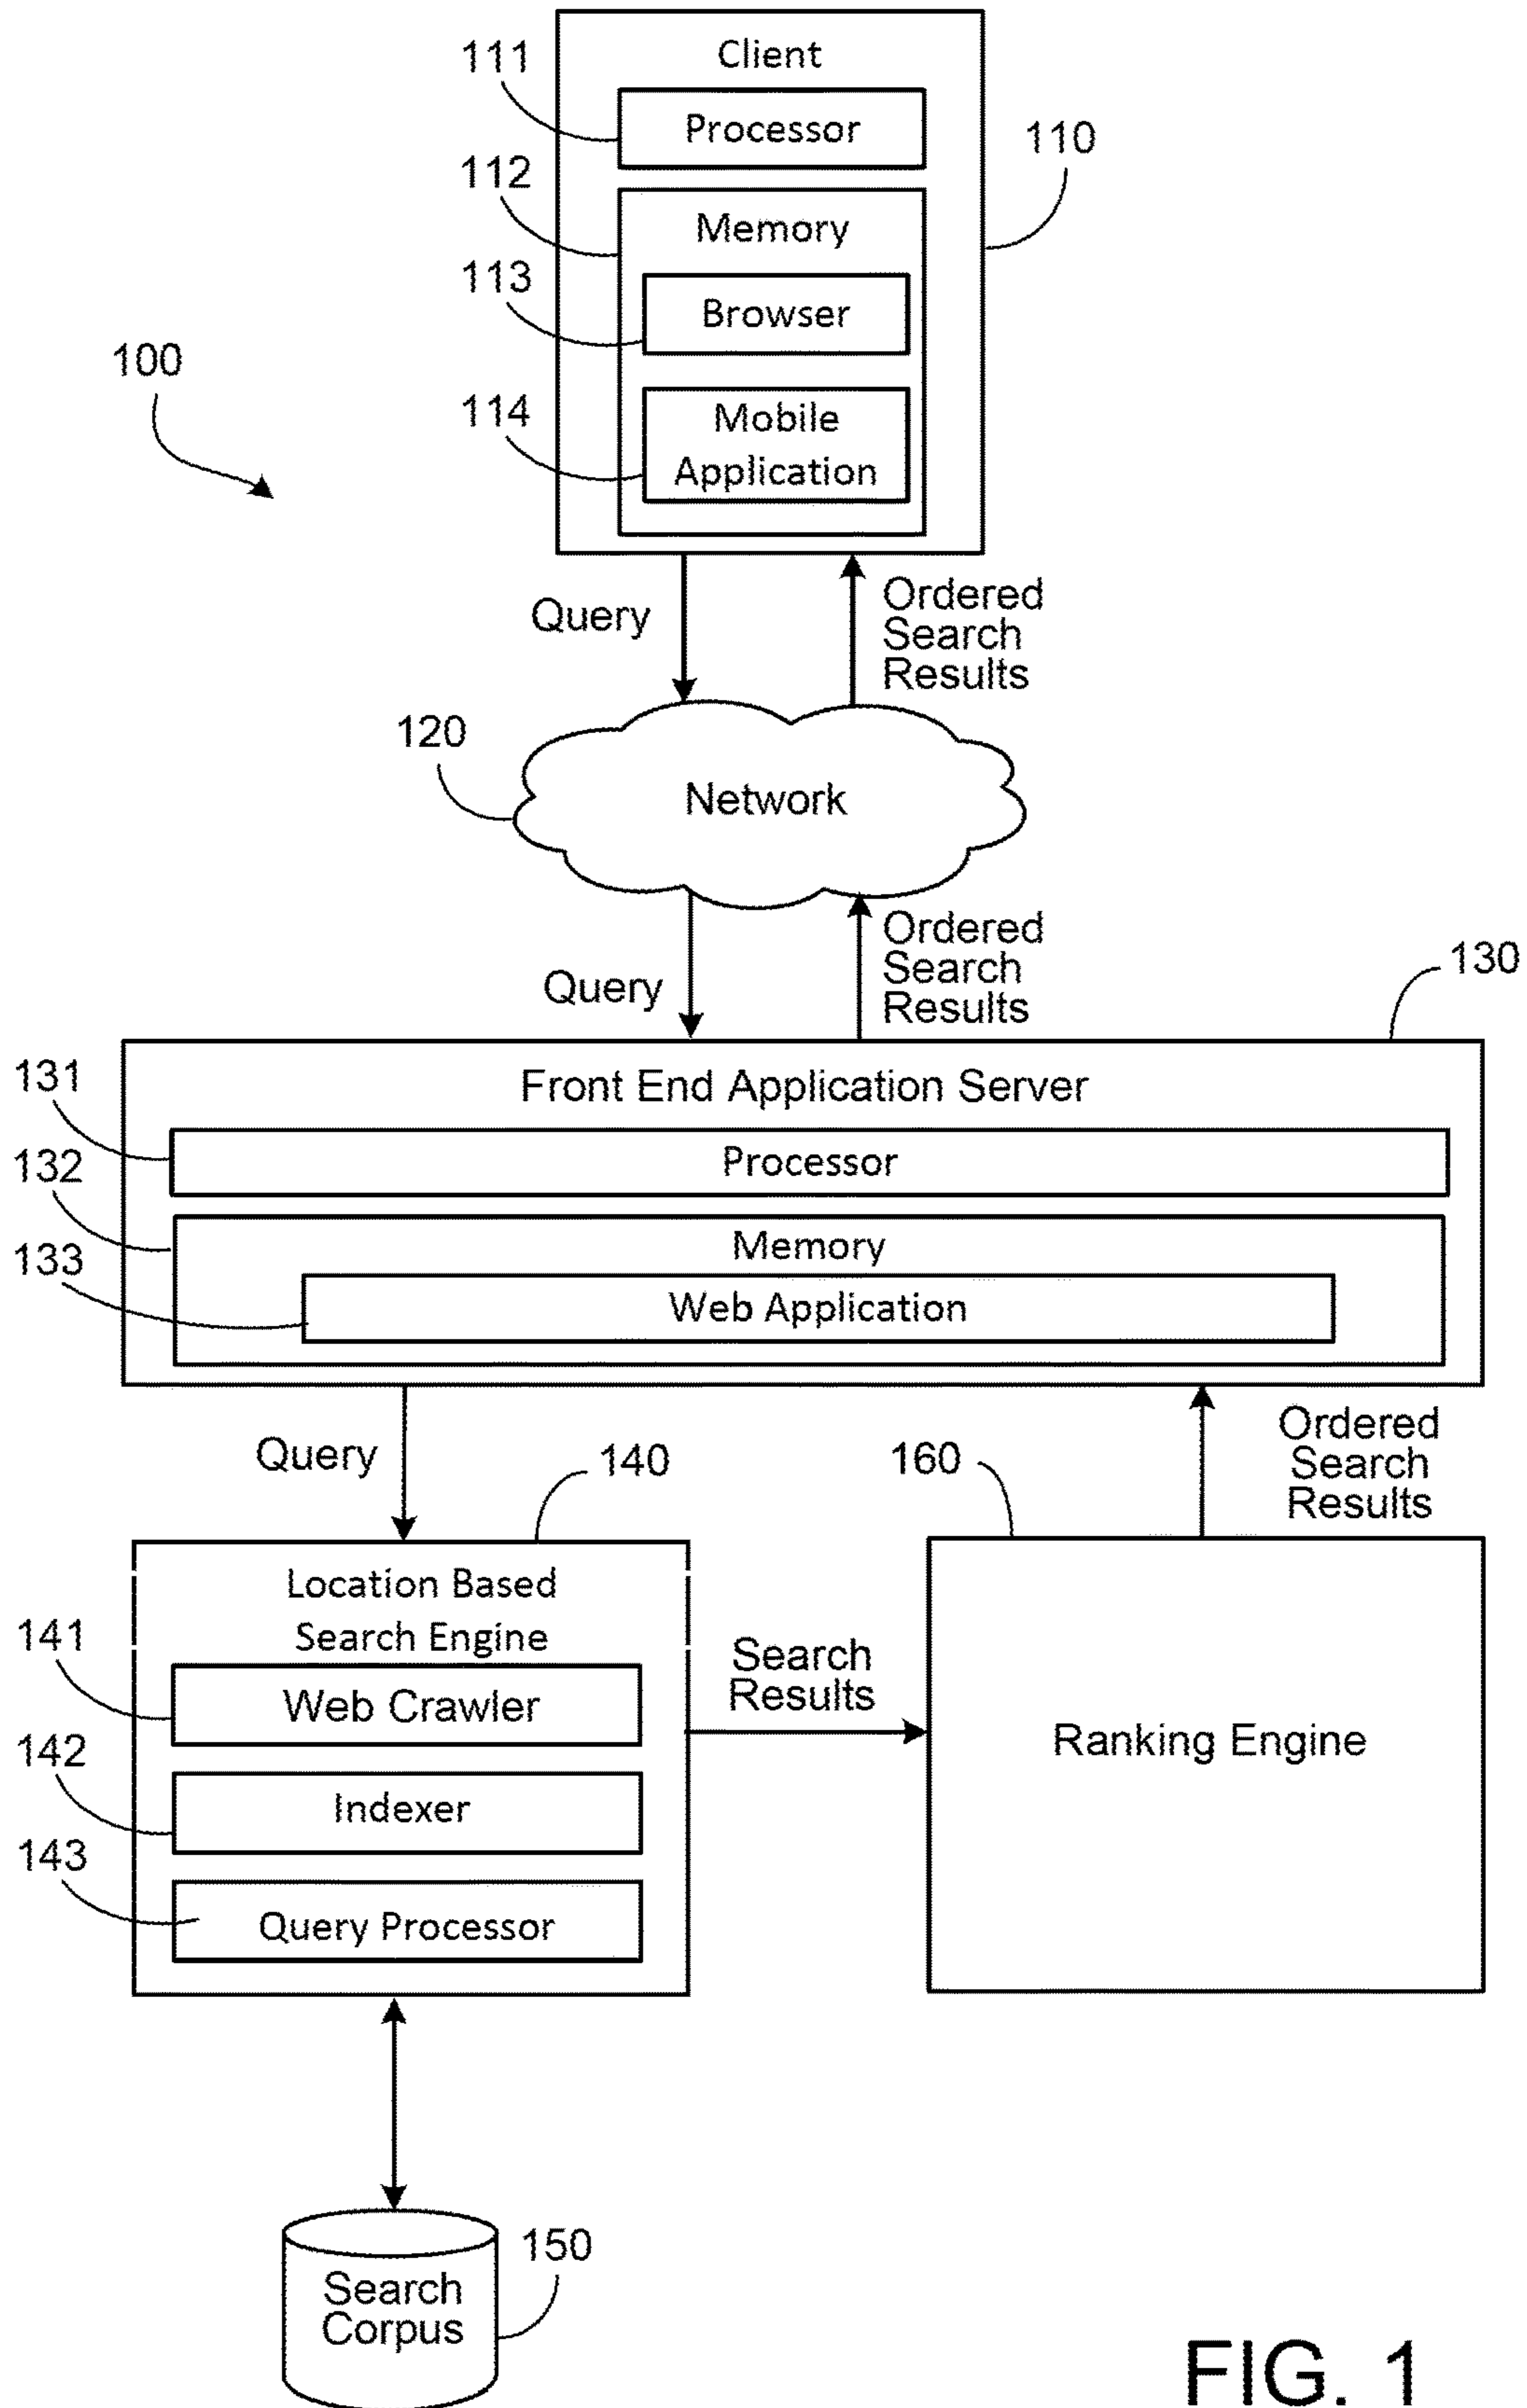 Client
111
Processor
110
112
Memory
113
Browser
100
114
Mobile
Application
Query
Ordered
Search
Results
120
Network
Query
Ordered
Search
Results
130
131
Front End Application Server
Processor
132
Memory
133
Web Application
Query
140
160
Ordered
Search
Results
Location Based
Search Engine
141
Web Crawler
Search
Results
Ranking Engine
142
Indexer
143
Query Processor
150
Search
Corpus
FIG. 1